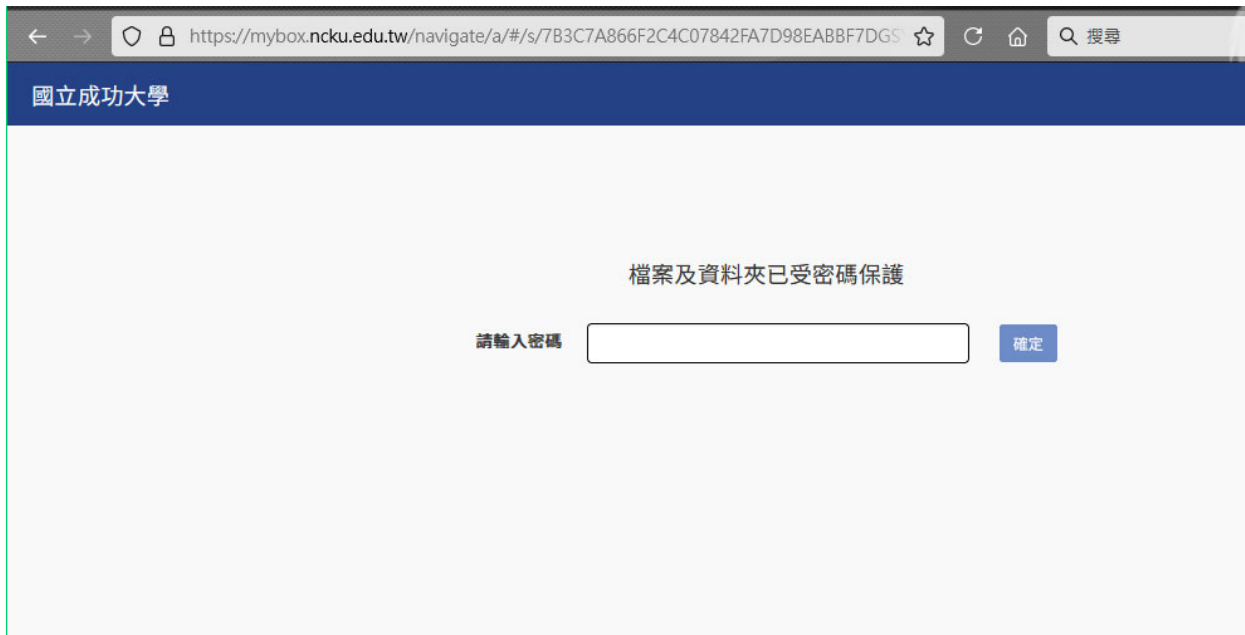 https://mybox.ncku.edu.tw/navigate/a/#/s/7B3C7A866F2C4C07842FA7D98EABBF7DGS
搜尋
國立成功大學
檔案及資料夾已受密碼保護
請輸入密碼
確定